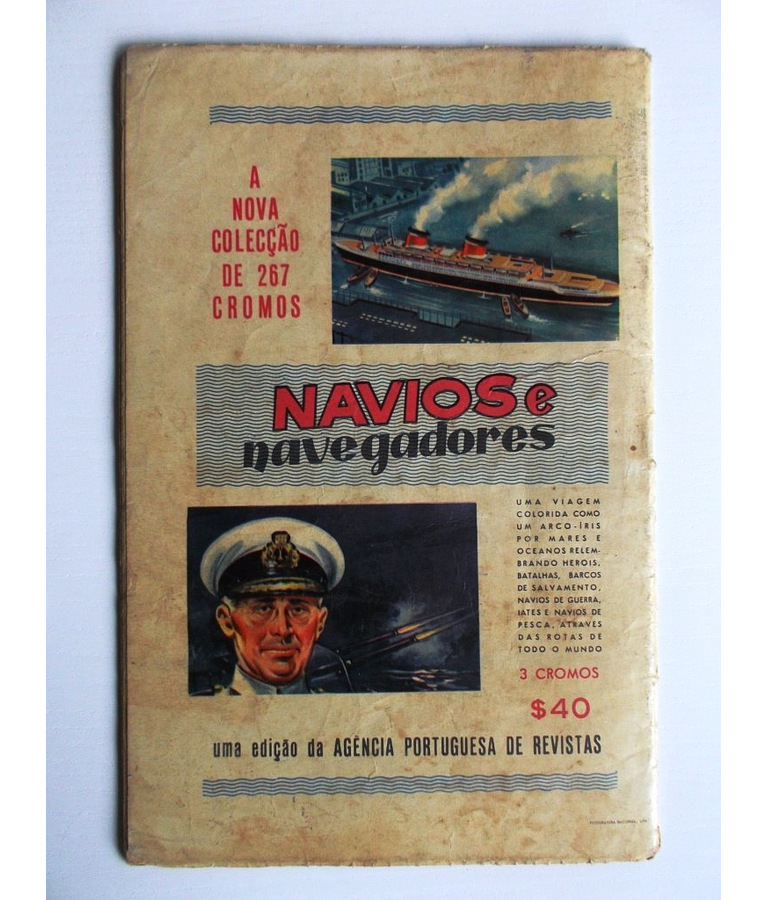 A
NOVA
COLECÇÃO
DE 267
CROMOS
NAVIOS e
navegadores
UMA VIAGEM
COLORIDA COMO
UM ARCO-ÍRIS
POR MARES E
OCEANOS RELEM-
BRANDO HEROIS,
BATALHAS, BARCOS
DE SALVAMENTO,
NAVIOS DE GUERRA,
IATES E NAVIOS DE
PESCA, ATRAVÉS
DAS ROTAS DE
TODO O MUNDO
3 CROMOS
$40
uma edição da AGÊNCIA PORTUGUESA DE REVISTAS